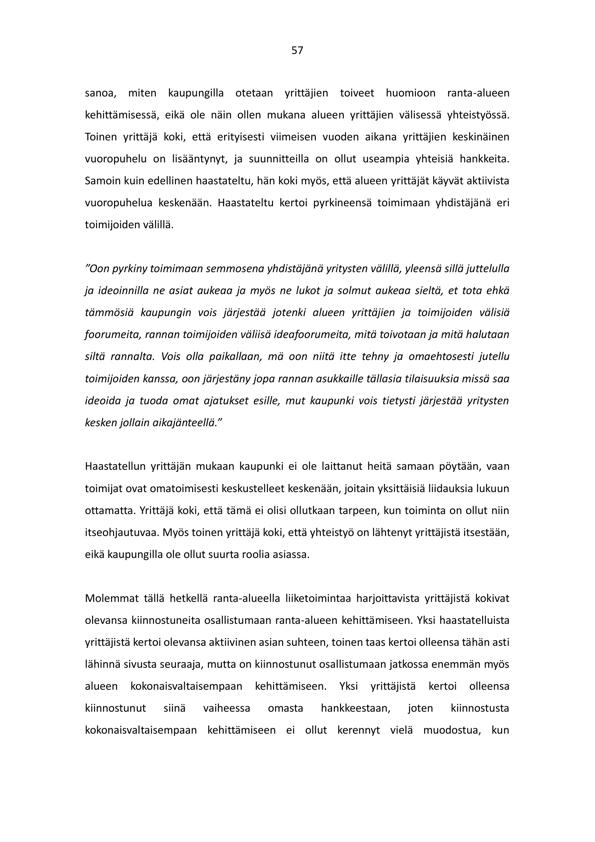 57
sanoa, miten kaupungilla otetaan yrittäjien toiveet huomioon ranta-alueen
kehittämisessä, eikä ole näin ollen mukana alueen yrittäjien välisessä yhteistyössä.
Toinen yrittäjä koki, että erityisesti viimeisen vuoden aikana yrittäjien keskinäinen
vuoropuhelu on lisääntynyt, ja suunnitteilla on ollut useampia yhteisiä hankkeita.
Samoin kuin edellinen haastateltu, hän koki myös, että alueen yrittäjät käyvät aktiivista
vuoropuhelua keskenään. Haastateltu kertoi pyrkineensä toimimaan yhdistäjänä eri
toimijoiden välillä.
”Oon pyrkiny toimimaan semmosena yhdistäjänä yritysten välillä, yleensä sillä juttelulla
ja ideoinnilla ne asiat aukeaa ja myös ne lukot ja solmut aukeaa sieltä, et tota ehkä
tämmösiä kaupungin vois järjestää jotenki alueen yrittäjien ja toimijoiden välisiä
foorumeita, rannan toimijoiden väliisä ideafoorumeita, mitä toivotaan ja mitä halutaan
siltä rannalta. Vois olla paikallaan, mä oon niitä itte tehny ja omaehtosesti jutellu
toimijoiden kanssa, oon järjestäny jopa rannan asukkaille tällasia tilaisuuksia missä saa
ideoida ja tuoda omat ajatukset esille, mut kaupunki vois tietysti järjestää yritysten
kesken jollain aikajänteellä.”
Haastatellun yrittäjän mukaan kaupunki ei ole laittanut heitä samaan pöytään, vaan
toimijat ovat omatoimisesti keskustelleet keskenään, joitain yksittäisiä liidauksia lukuun
ottamatta. Yrittäjä koki, että tämä ei olisi ollutkaan tarpeen, kun toiminta on ollut niin
itseohjautuvaa. Myös toinen yrittäjä koki, että yhteistyö on lähtenyt yrittäjistä itsestään,
eikä kaupungilla ole ollut suurta roolia asiassa.
Molemmat tällä hetkellä ranta-alueella liiketoimintaa harjoittavista yrittäjistä kokivat
olevansa kiinnostuneita osallistumaan ranta-alueen kehittämiseen. Yksi haastatelluista
yrittäjistä kertoi olevansa aktiivinen asian suhteen, toinen taas kertoi olleensa tähän asti
lähinnä sivusta seuraaja, mutta on kiinnostunut osallistumaan jatkossa enemmän myös
alueen kokonaisvaltaisempaan kehittämiseen. Yksi yrittäjistä kertoi olleensa
kiinnostunut siinä vaiheessa omasta hankkeestaan, joten kiinnostusta
kokonaisvaltaisempaan kehittämiseen ei ollut kerennyt vielä muodostua, kun